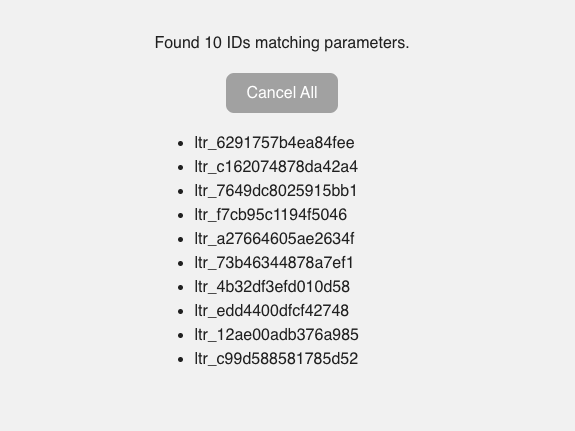 Found 10 IDs matching parameters.
Cancel All
ltr_6291757b4ea84fee
ltr_c162074878da42a4
ltr_7649dc8025915bb1
ltr_f7cb95c1194f5046
ltr_a27664605ae2634f
ltr_73b46344878a7ef1
ltr_4b32df3efd010d58
ltr_edd4400dfcf42748
ltr_12ae00adb376a985
ltr_c99d588581785d52